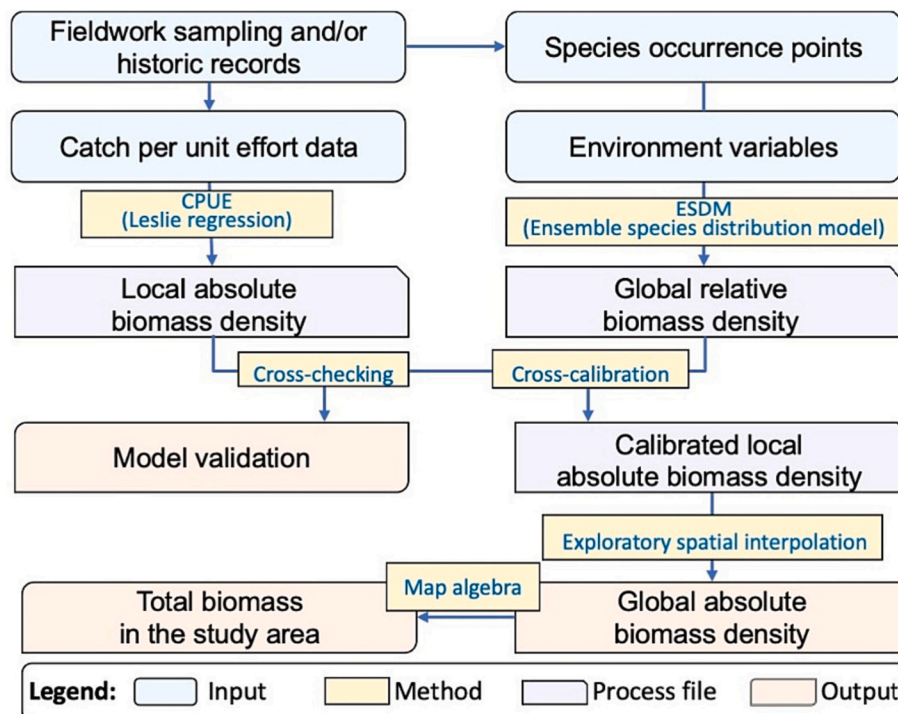 Fieldwork sampling and/or
historic records
Species occurrence points
Catch per unit effort data
Environment variables
CPUE
(Leslie regression)
ESDM
(Ensemble species distribution model)
Local absolute
biomass density
Global relative
biomass density
Cross-checking
Cross-calibration
Model validation
Calibrated local
absolute biomass density
Exploratory spatial interpolation
Map algebra
Total biomass
in the study area
Global absolute
biomass density
Legend: Input Method Process file Output